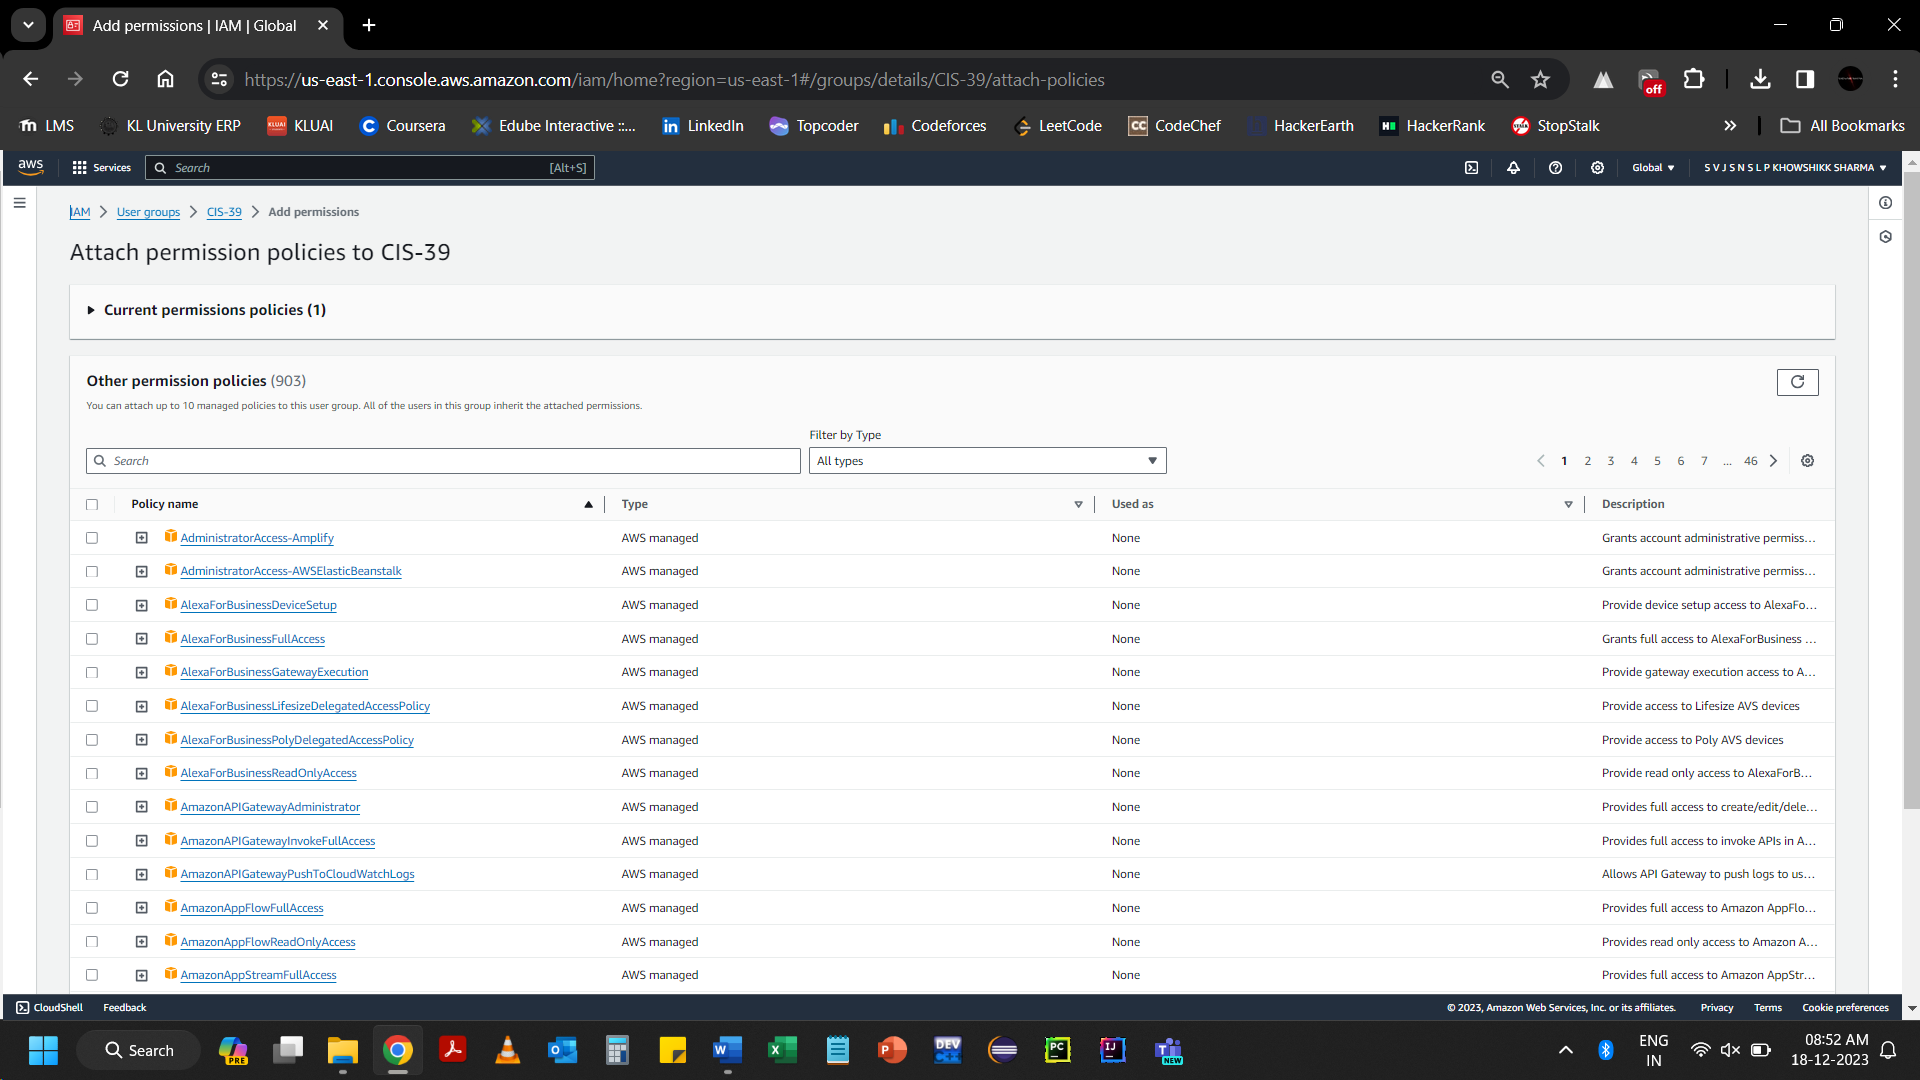 Add permissions | IAM | Global
https://us-east-1.console.aws.amazon.com/iam/home?region=us-east-1#/groups/details/CIS-39/attach-policies
off
LMS KL University ERP KLUAI Coursera Edube Interactive ::... LinkedIn Topcoder Codeforces LeetCode CodeChef HackerEarth HackerRank StopStalk All Bookmarks
aws Services Search [Alt+S] Global S V J S N S L P KHOWSHIKK SHARMA
IAM User groups CIS-39 Add permissions
Attach permission policies to CIS-39
Current permissions policies (1)
Other permission policies (903)
You can attach up to 10 managed policies to this user group. All of the users in this group inherit the attached permissions.
Filter by Type
Search All types 1 2 3 4 5 6 7 ... 46
Policy name Type Used as Description
AdministratorAccess-Amplify AWS managed None Grants account administrative permiss...
AdministratorAccess-AWSElasticBeanstalk AWS managed None Grants account administrative permiss...
AlexaForBusinessDeviceSetup AWS managed None Provide device setup access to AlexaFo...
AlexaForBusinessFullAccess AWS managed None Grants full access to AlexaForBusiness ...
AlexaForBusinessGatewayExecution AWS managed None Provide gateway execution access to A...
AlexaForBusinessLifesizeDelegatedAccessPolicy AWS managed None Provide access to Lifesize AVS devices
AlexaForBusinessPolyDelegatedAccessPolicy AWS managed None Provide access to Poly AVS devices
AlexaForBusinessReadOnlyAccess AWS managed None Provide read only access to AlexaForB...
AmazonAPIGatewayAdministrator AWS managed None Provides full access to create/edit/dele...
AmazonAPIGatewayInvokeFullAccess AWS managed None Provides full access to invoke APIs in A...
AmazonAPIGatewayPushToCloudWatchLogs AWS managed None Allows API Gateway to push logs to us...
AmazonAppFlowFullAccess AWS managed None Provides full access to Amazon AppFlo...
AmazonAppFlowReadOnlyAccess AWS managed None Provides read only access to Amazon A...
AmazonAppStreamFullAccess AWS managed None Provides full access to Amazon AppStr...
CloudShell Feedback © 2023, Amazon Web Services, Inc. or its affiliates. Privacy Terms Cookie preferences
Search PRE DEV PC IJ NEW ENG 08:52 AM
IN 18-12-2023